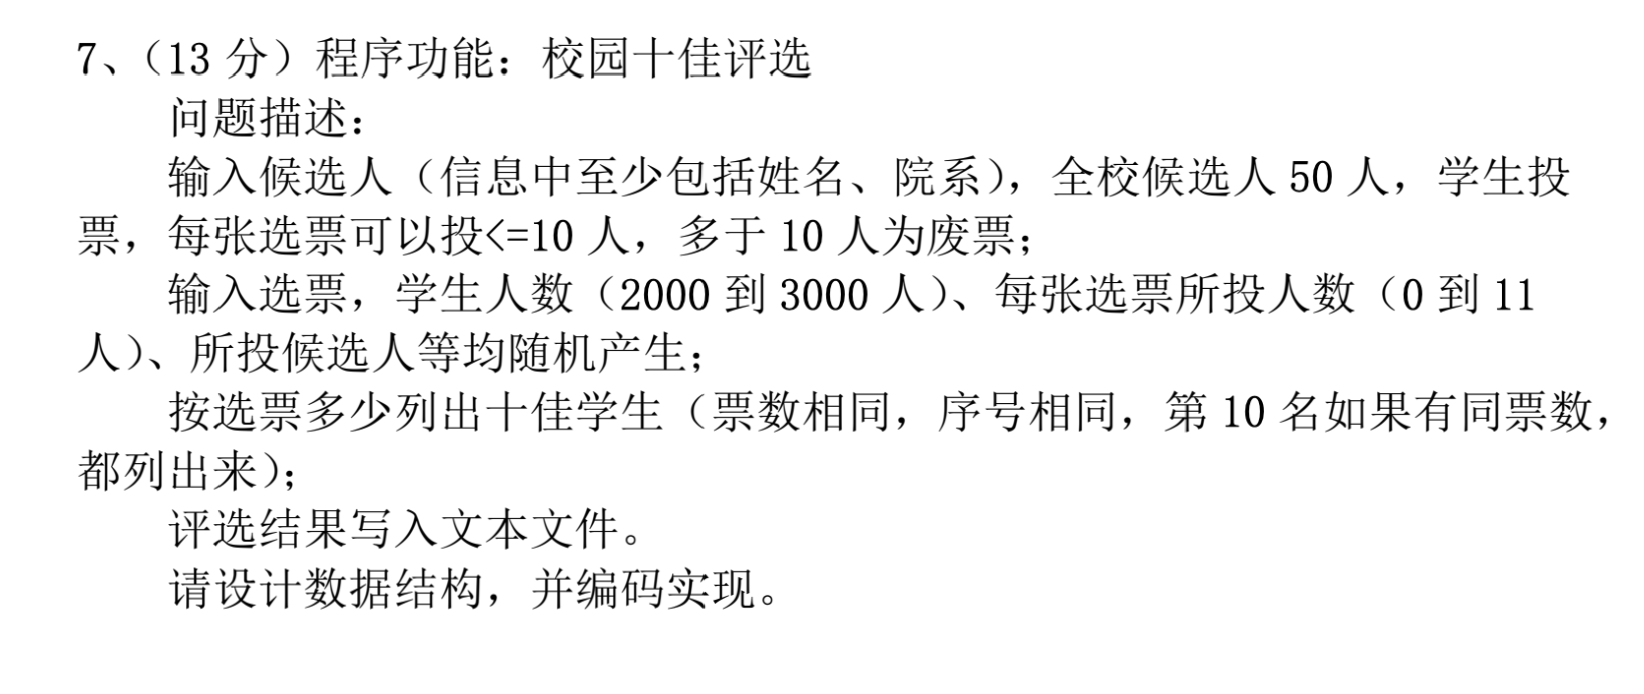 7、（13 分）程序功能：校园十佳评选
问题描述：
输入候选人（信息中至少包括姓名、院系），全校候选人 50 人，学生投
票，每张选票可以投<=10 人，多于 10 人为废票；
输入选票，学生人数（2000 到 3000 人）、每张选票所投人数（0 到 11
人）、所投候选人等均随机产生；
按选票多少列出十佳学生（票数相同，序号相同，第 10 名如果有同票数，
都列出来）；
评选结果写入文本文件。
请设计数据结构，并编码实现。